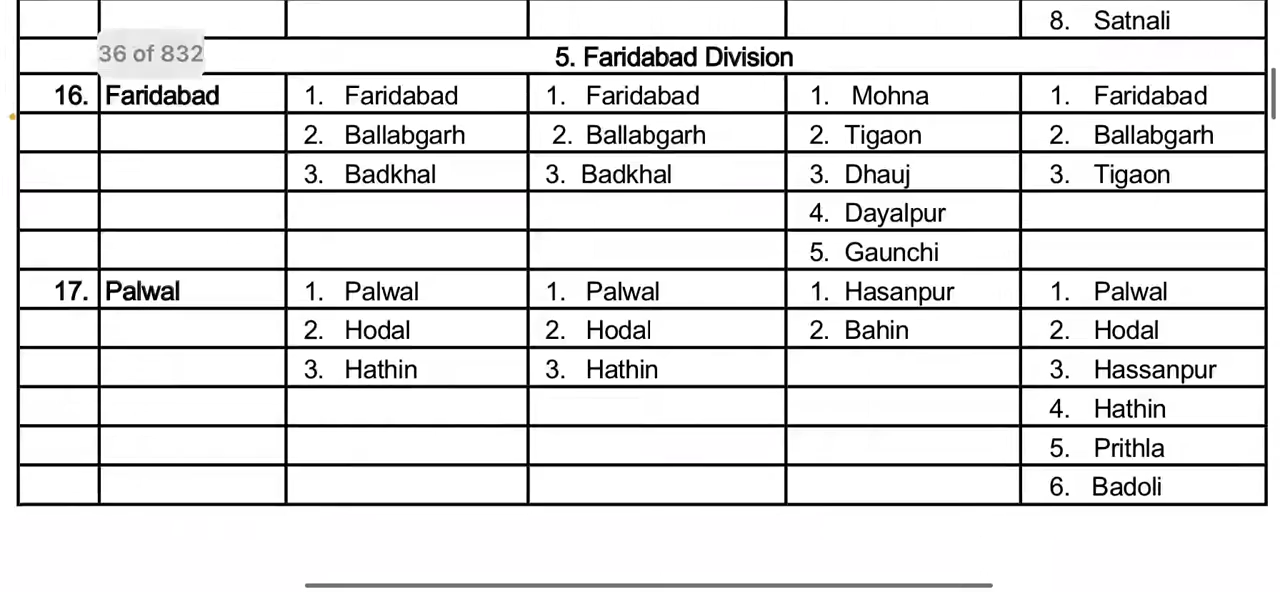 8. Satnali
36 of 832
5. Faridabad Division
16. Faridabad 1. Faridabad 1. Faridabad 1. Mohna 1. Faridabad
2. Ballabgarh 2. Ballabgarh 2. Tigaon 2. Ballabgarh
3. Badkhal 3. Badkhal 3. Dhauj 3. Tigaon
4. Dayalpur
5. Gaunchi
17. Palwal 1. Palwal 1. Palwal 1. Hasanpur 1. Palwal
2. Hodal 2. Hodal 2. Bahin 2. Hodal
3. Hathin 3. Hathin 3. Hassanpur
4. Hathin
5. Prithla
6. Badoli